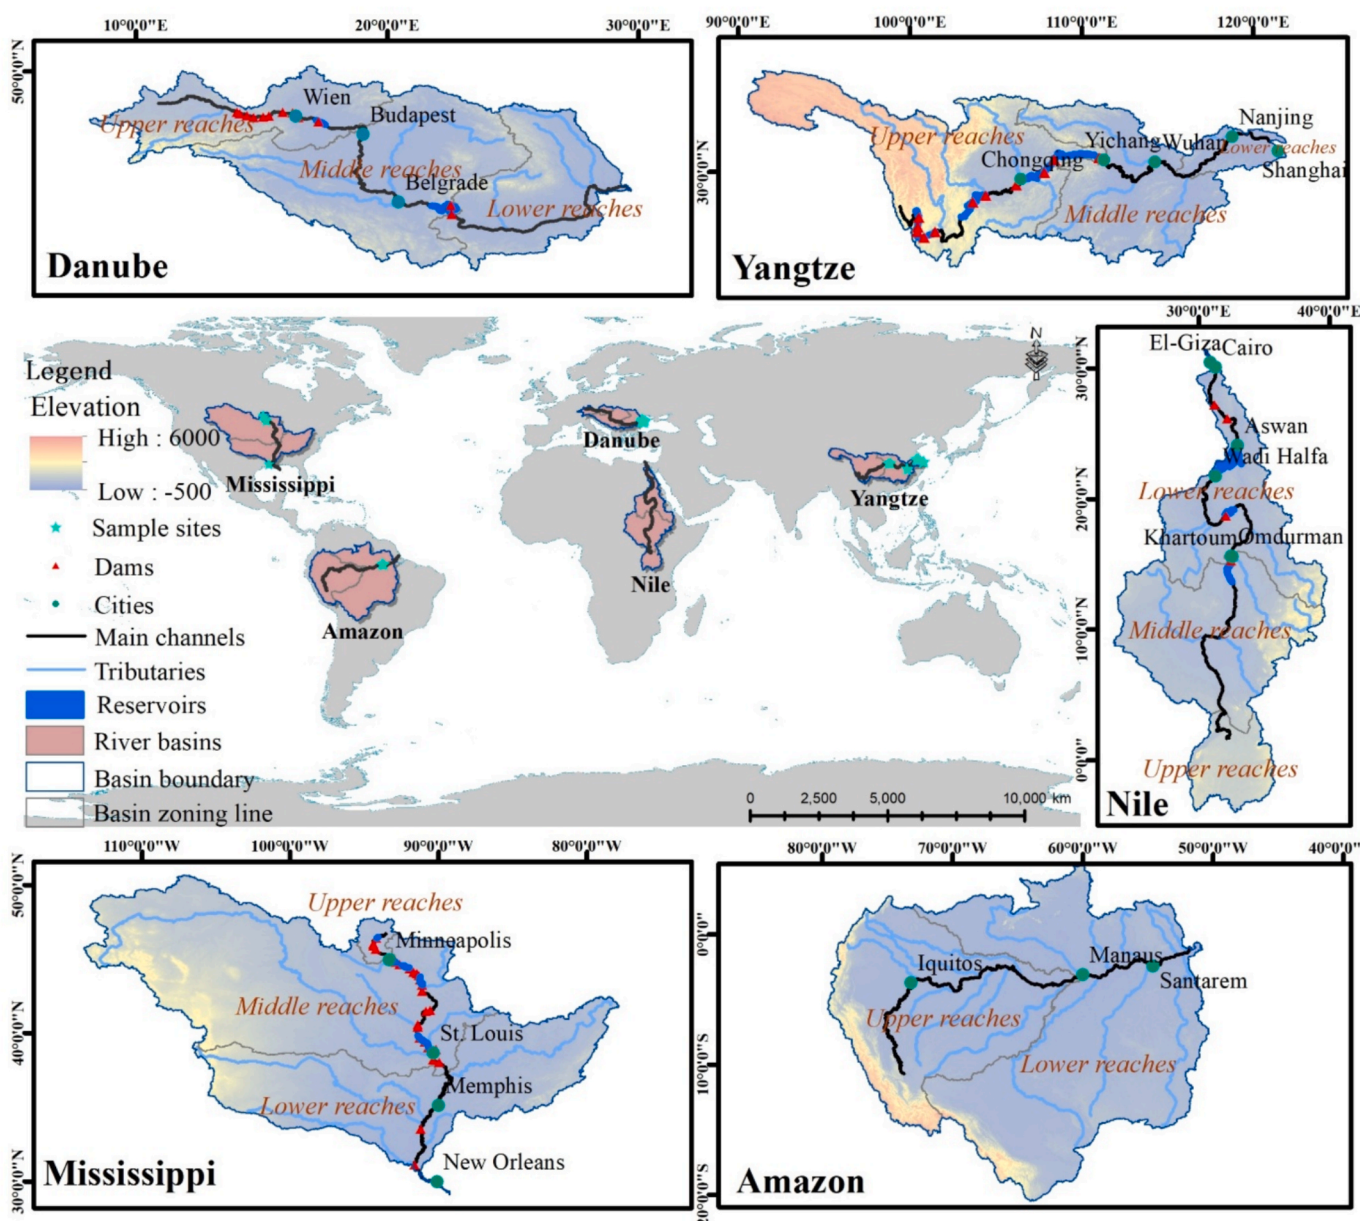 10°0'0"E 20°0'0"E 30°0'0"E
50°0'0"N
Wien
Budapest
Upper reaches
Middle reaches
Belgrade
Lower reaches
Danube
90°0'0"E 100°0'0"E 110°0'0"E 120°0'0"E
30°0'0"N
Nanjing
Upper reaches
Yichang Wuhan
Lower reaches
Chongqing
Shanghai
Middle reaches
Yangtze
Legend
Elevation
High : 6000
Low : -500
Sample sites
Dams
Cities
Main channels
Tributaries
Reservoirs
River basins
Basin boundary
Basin zoning line
N
Mississippi
Danube
Yangtze
Nile
Amazon
0 2,500 5,000 10,000 km
30°0'0"E 40°0'0"E
30°0'0"N
20°0'0"N
10°0'0"N
0°0'0"
El-Giza Cairo
Aswan
Wadi Halfa
Lower reaches
Khartoum Omdurman
Middle reaches
Upper reaches
Nile
110°0'0"W 100°0'0"W 90°0'0"W 80°0'0"W
50°0'0"N
40°0'0"N
30°0'0"N
Upper reaches
Minneapolis
Middle reaches
St. Louis
Memphis
Lower reaches
New Orleans
Mississippi
80°0'0"W 70°0'0"W 60°0'0"W 50°0'0"W 40°0'0"
0°0'0"
10°0'0"S
20°0'0"S
Manaus
Iquitos
Santarem
Upper reaches
Lower reaches
Amazon